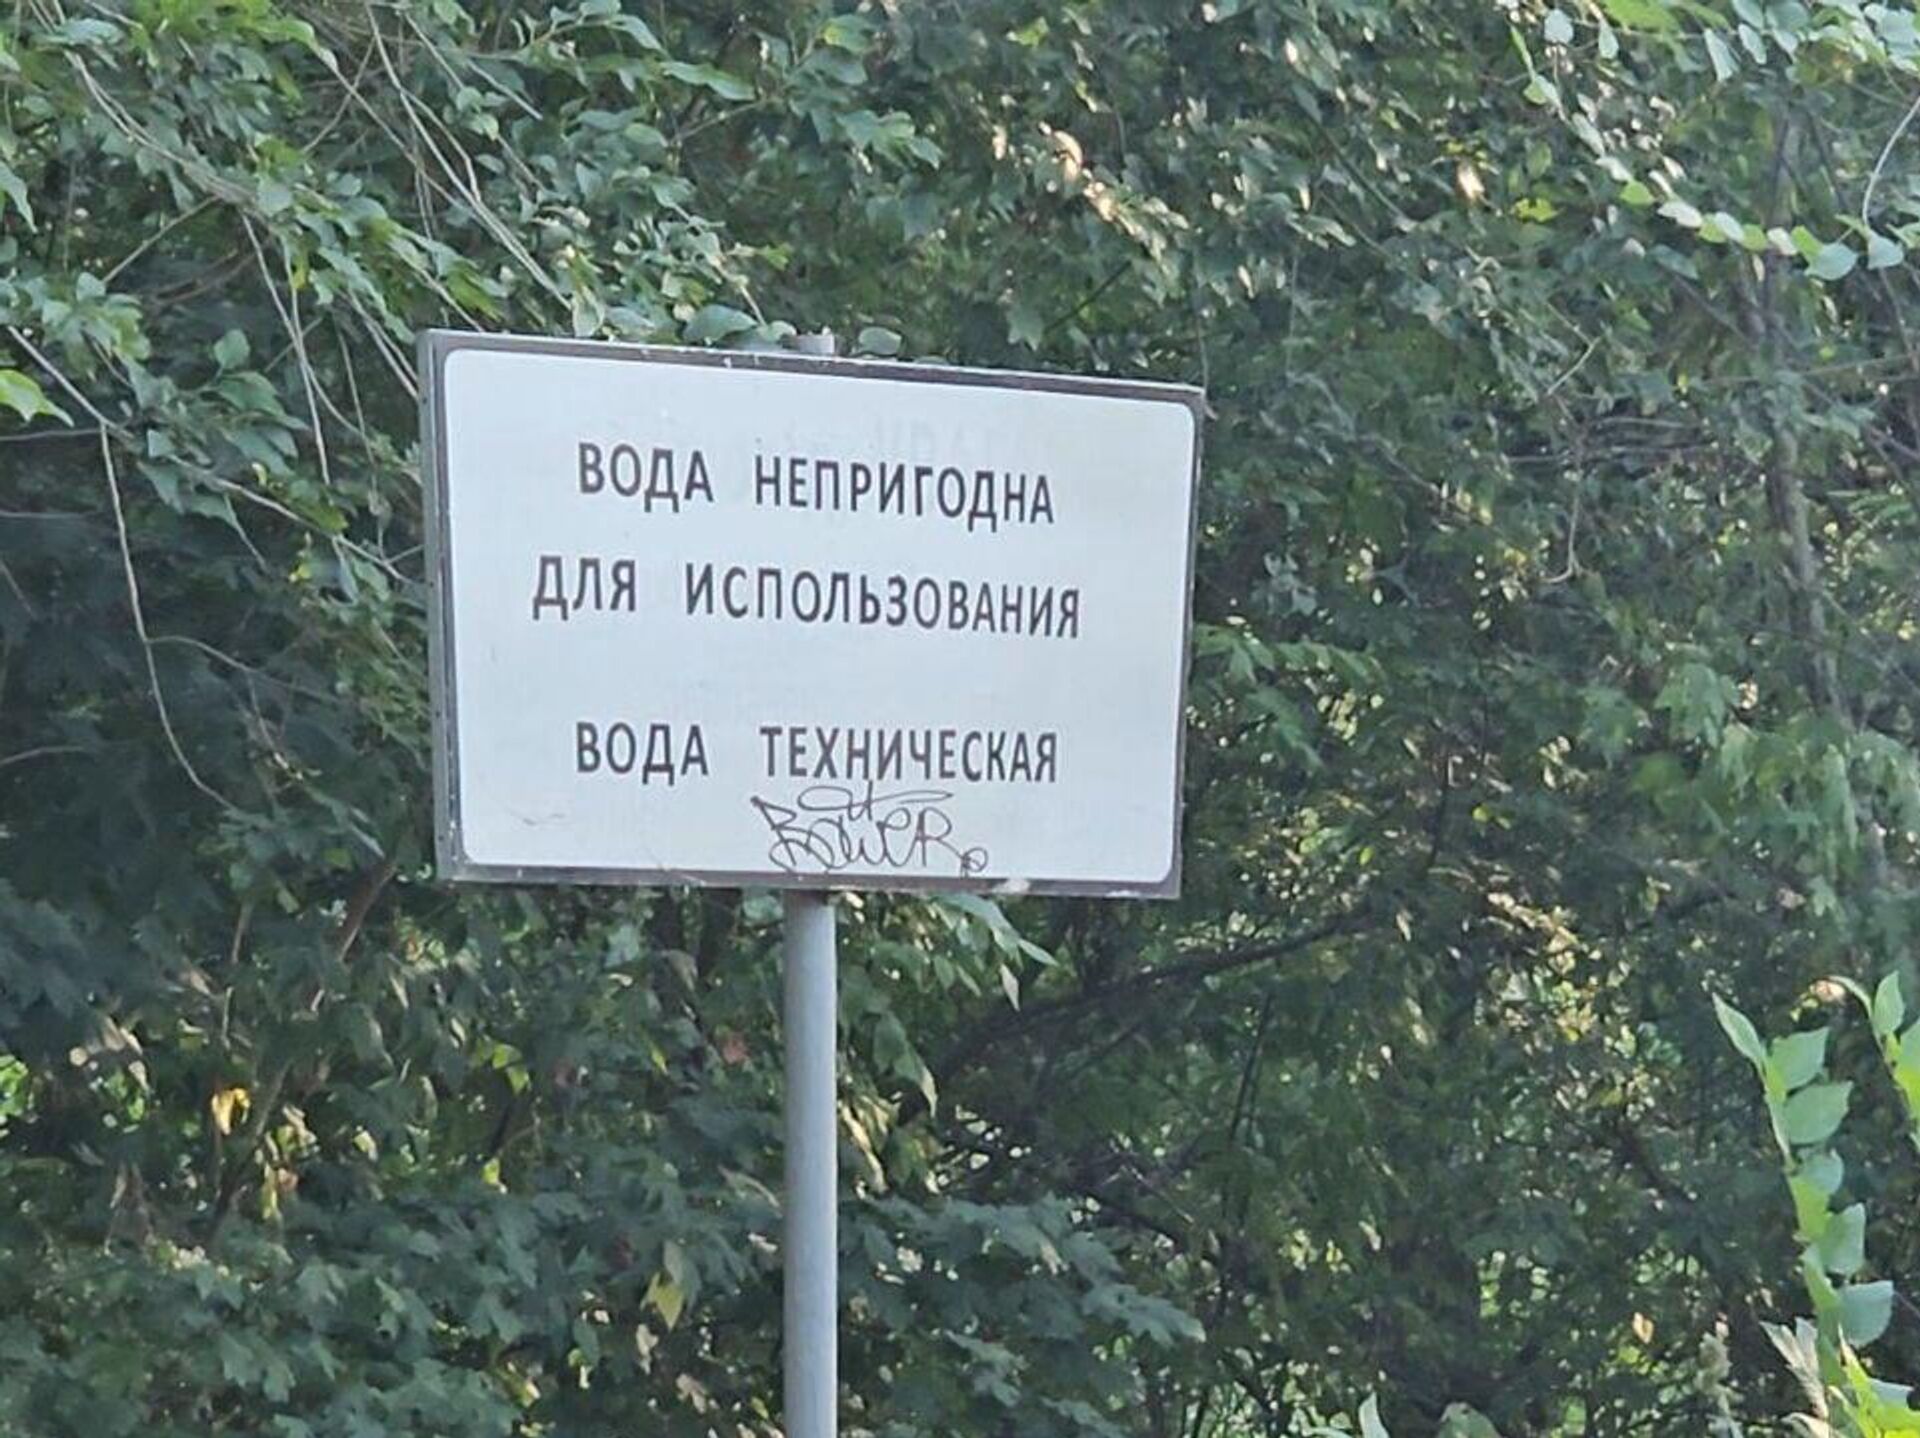 ВОДА НЕПРИГОДНА
ДЛЯ ИСПОЛЬЗОВАНИЯ
ВОДА ТЕХНИЧЕСКАЯ